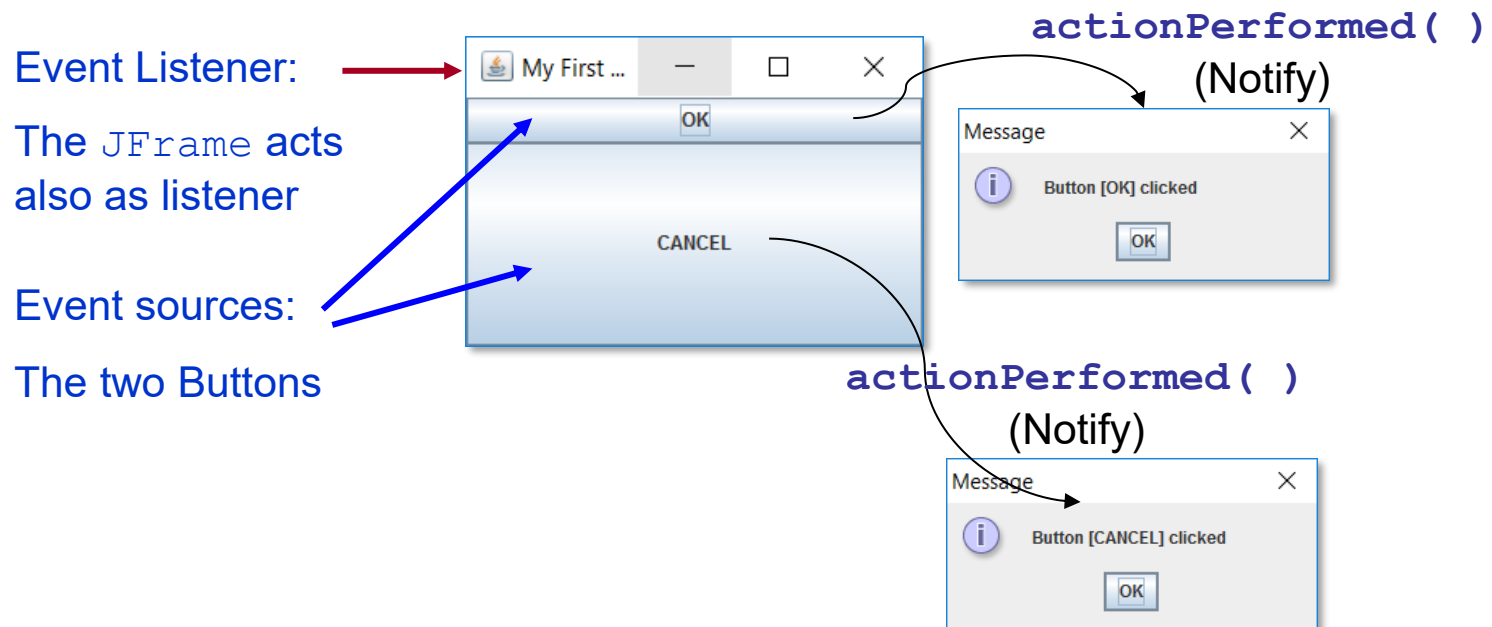 actionPerformed( )
(Notify)
Event Listener:
The JFrame acts
also as listener
Event sources:
The two Buttons
My First ...
OK
CANCEL
Message
Button [OK] clicked
OK
actionPerformed( )
(Notify)
Message
Button [CANCEL] clicked
OK